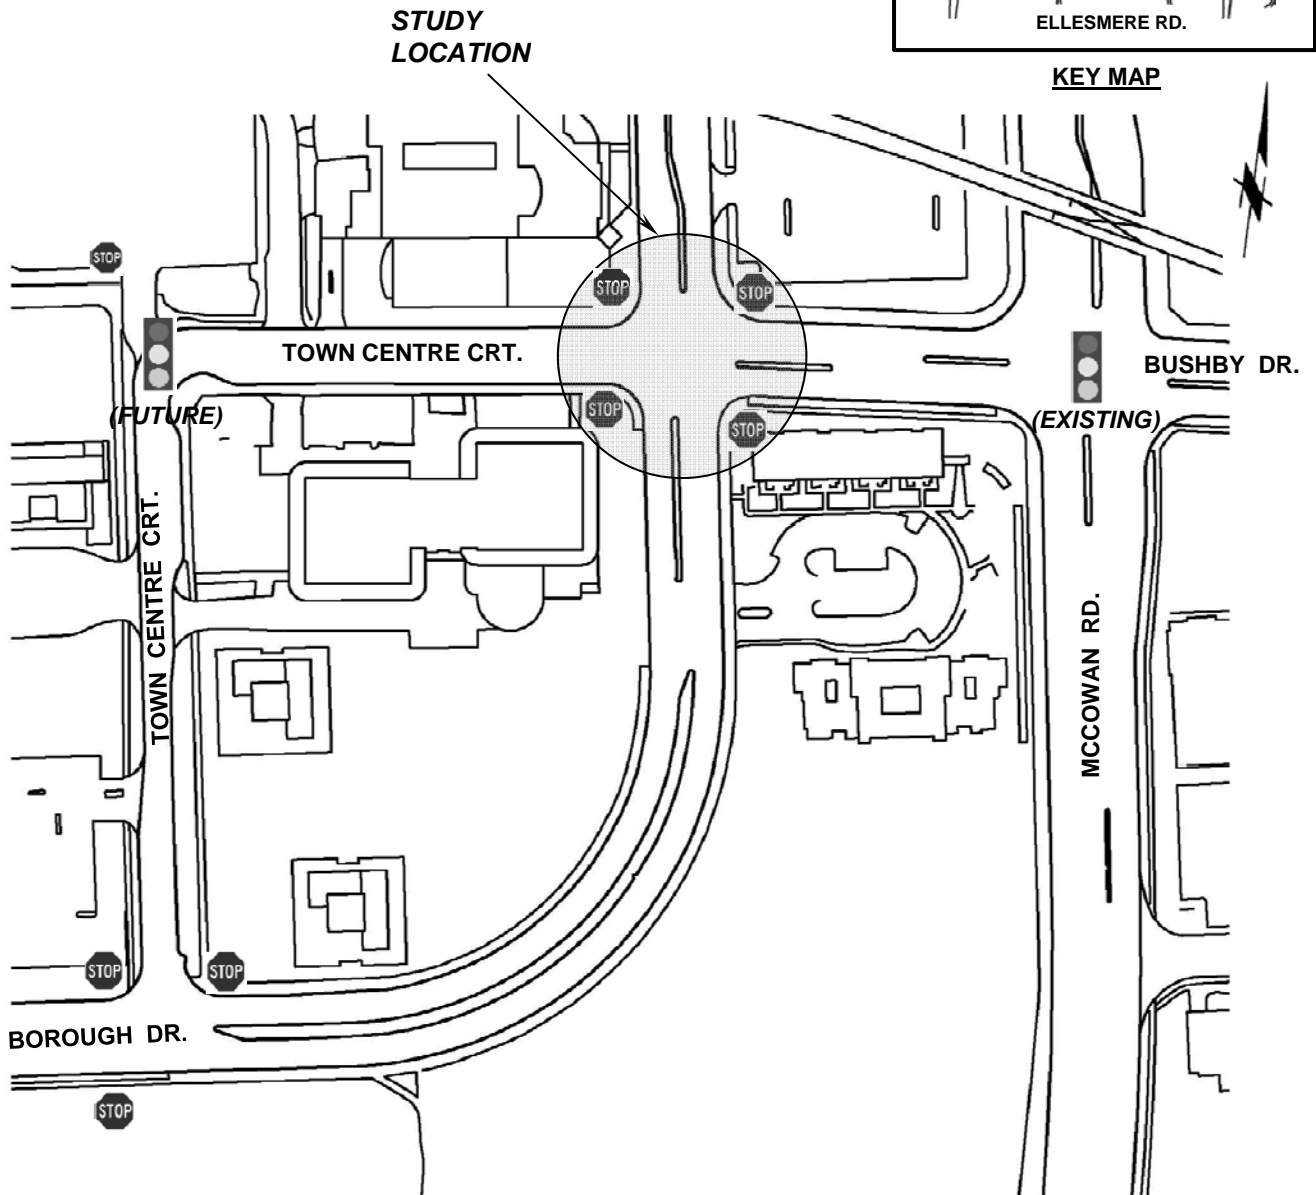 STUDY
LOCATION
ELLESMERE RD.
KEY MAP
STOP
STOP
STOP
TOWN CENTRE CRT.
BUSHBY DR.
(FUTURE)
STOP
STOP
(EXISTING)
TOWN CENTRE CRT.
MCCOWAN RD.
STOP
STOP
BOROUGH DR.
STOP